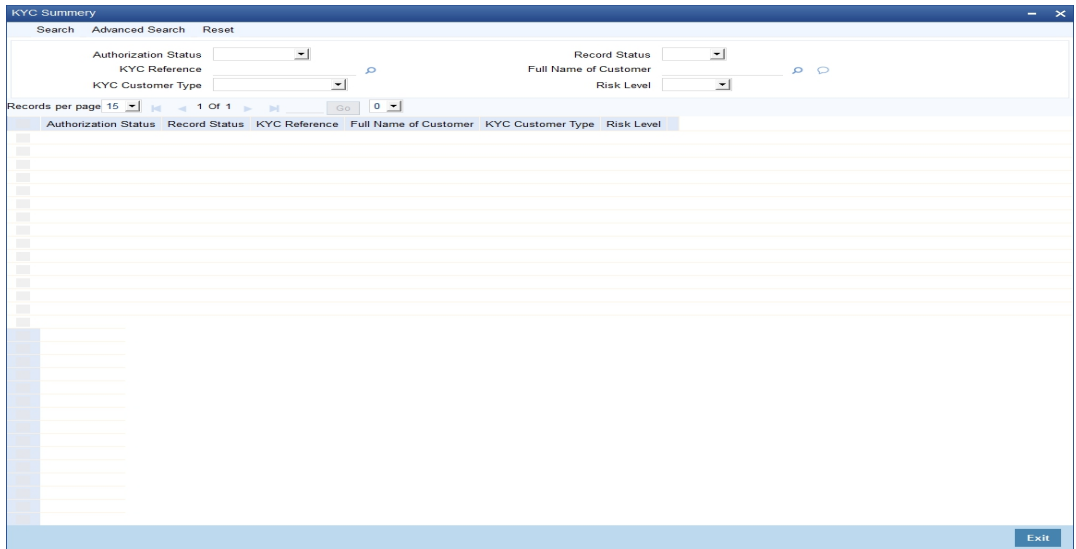 KYC Summery
Search Advanced Search Reset
Authorization Status Record Status
KYC Reference Full Name of Customer
KYC Customer Type Risk Level
Records per page 15 1 Of 1 Go 0
Authorization Status Record Status KYC Reference Full Name of Customer KYC Customer Type Risk Level
Exit